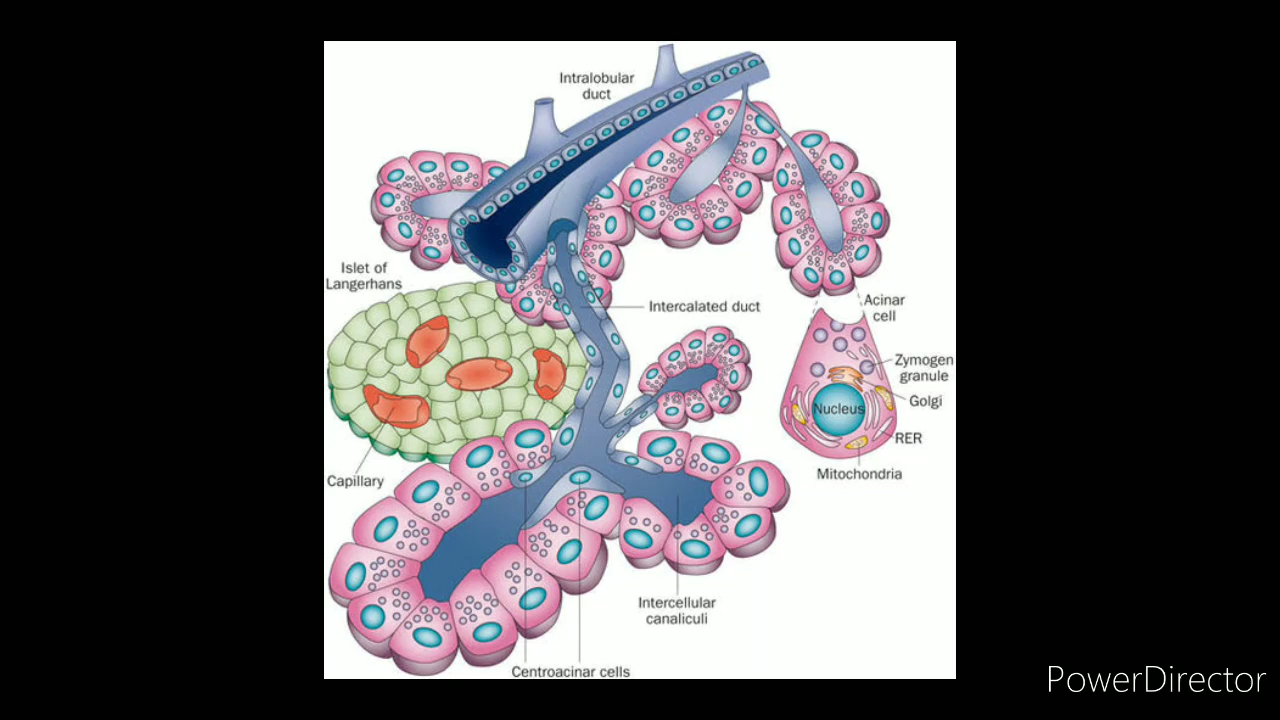 Intralobular
duct
Islet of
Langerhans
Intercalated duct
Acinar
cell
Zymogen
granule
Nucleus
Golgi
RER
Mitochondria
Capillary
Intercellular
canaliculi
Centroacinar cells
PowerDirector